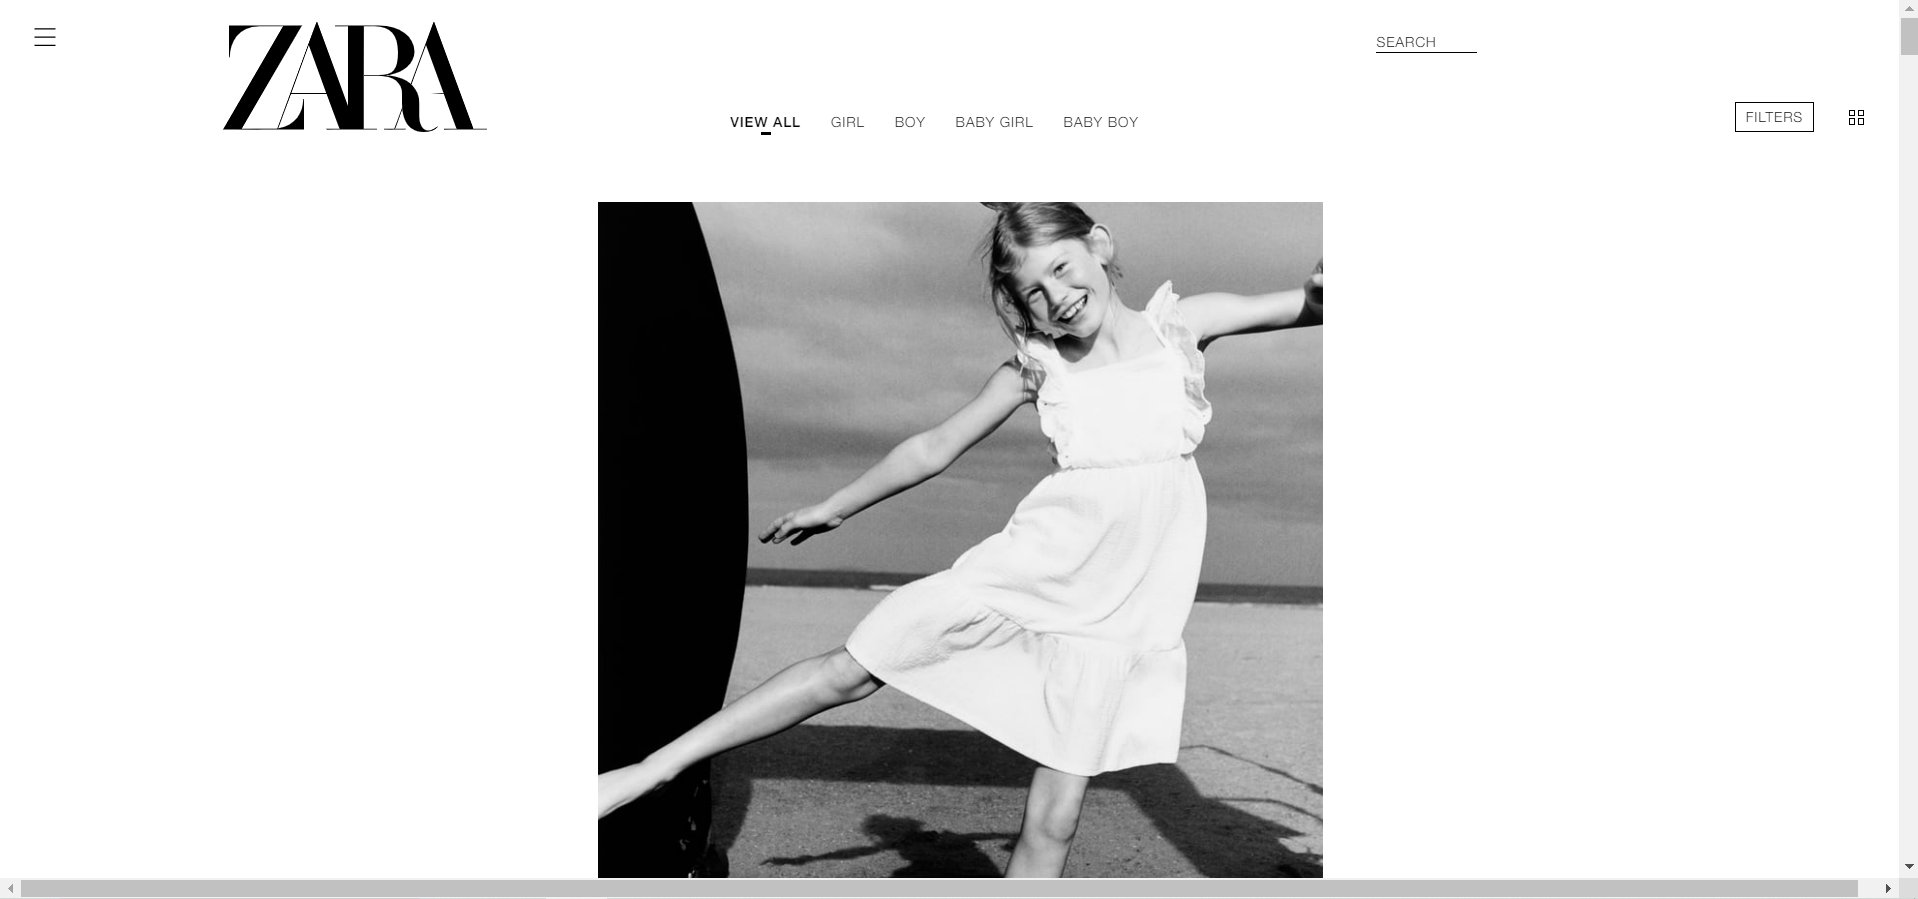 ZARA
SEARCH
VIEW ALL GIRL BOY BABY GIRL BABY BOY
FILTERS